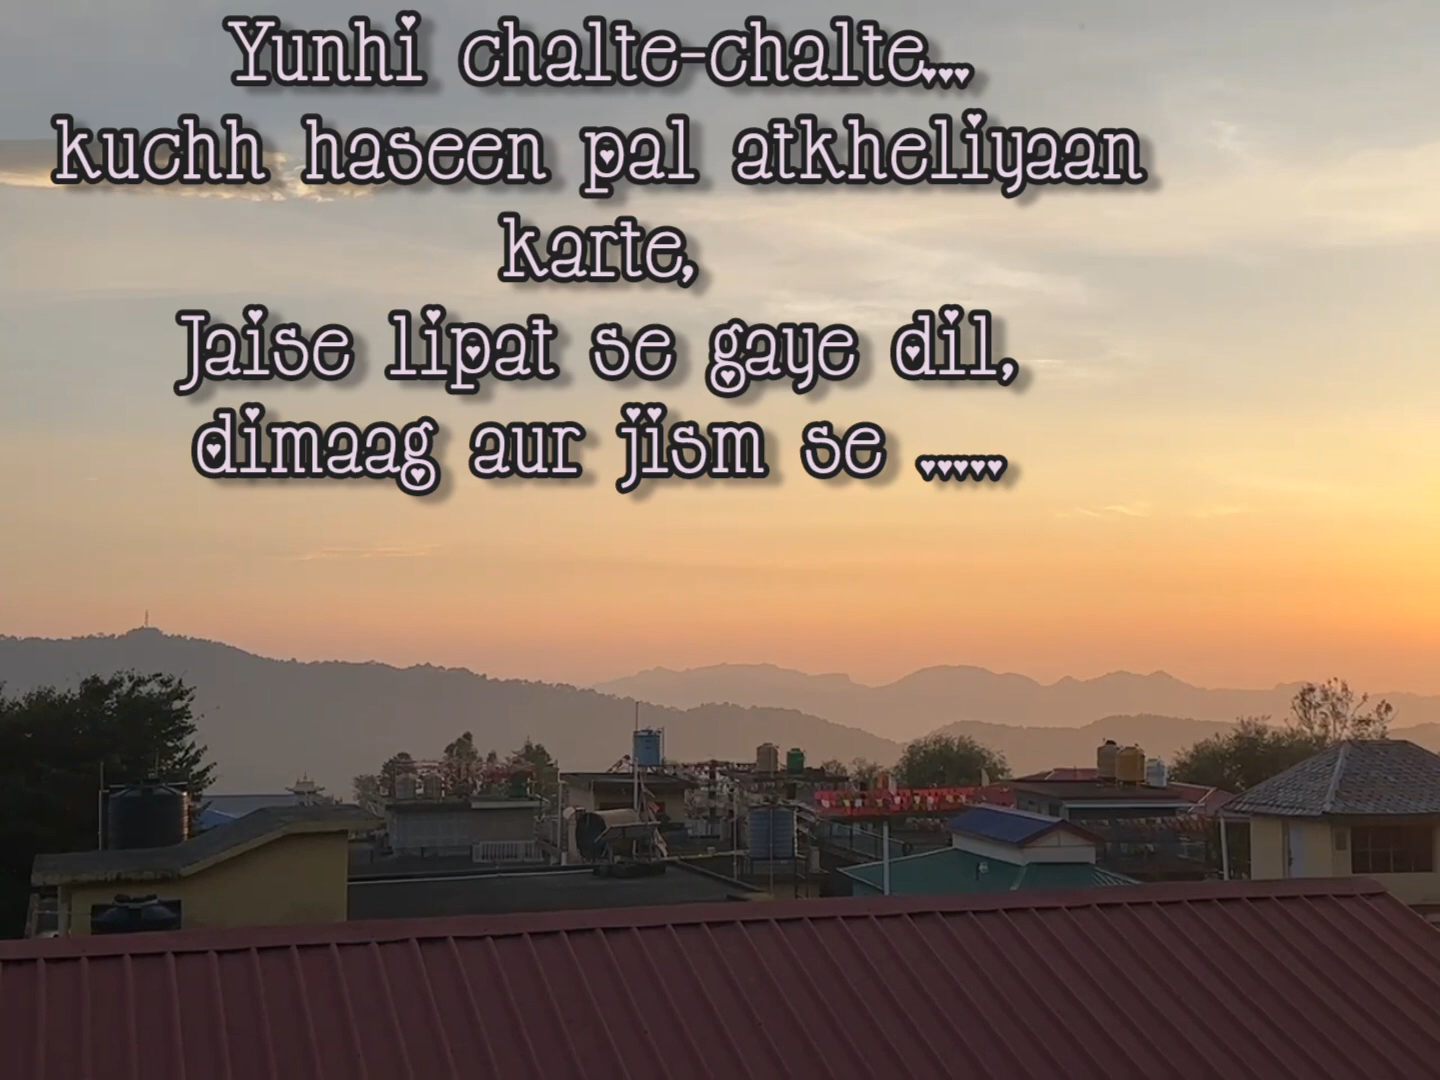 Yunhi chalte-chalte...
kuchh haseen pal atkheliyaan
karte,
Jaise lipat se gaye dil,
dimaag aur jism se .....